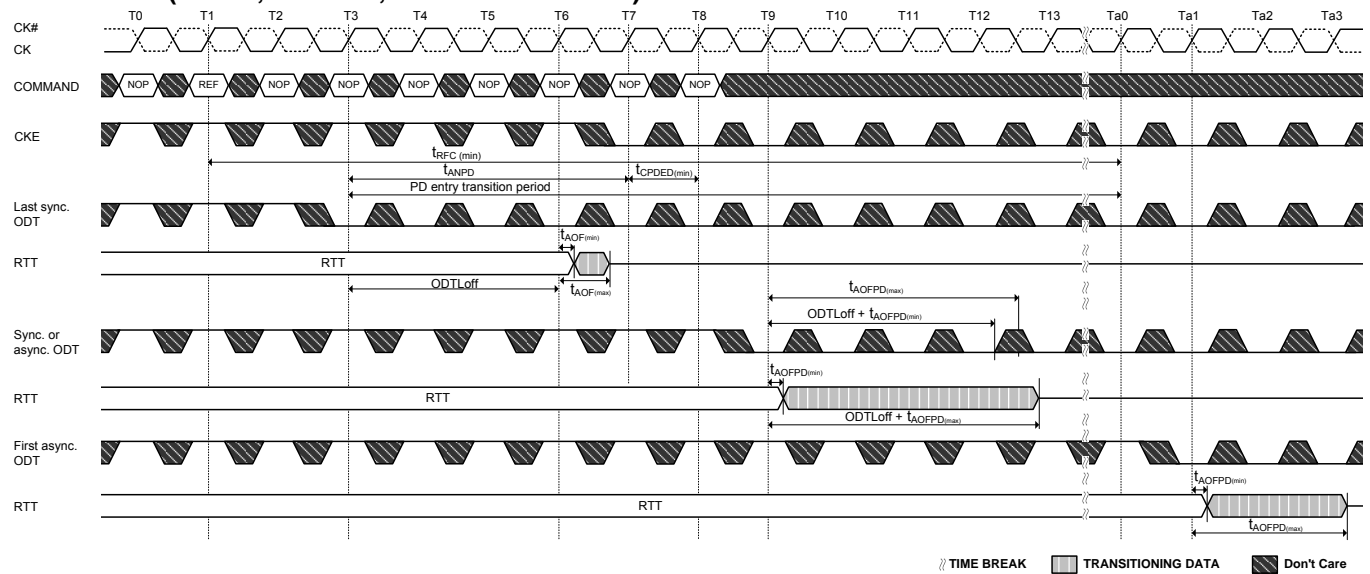 T0 T1 T2 T3 T4 T5 T6 T7 T8 T9 T10 T11 T12 T13 Ta0 Ta1 Ta2 Ta3
CK#
CK
COMMAND NOP REF NOP NOP NOP NOP NOP NOP NOP
CKE
tRFC (min)
tANPD tCPDED(min)
PD entry transition period
Last sync.
ODT
tAOF(min)
RTT RTT
ODTLoff tAOF(max)
tAOFPD(max)
ODTLoff + tAOFPD(min)
Sync. or
async. ODT
tAOFPD(min)
RTT RTT
ODTLoff + tAOFPD(max)
First async.
ODT
tAOFPD(min)
RTT RTT
tAOFPD(max)
TIME BREAK TRANSITIONING DATA Don't Care